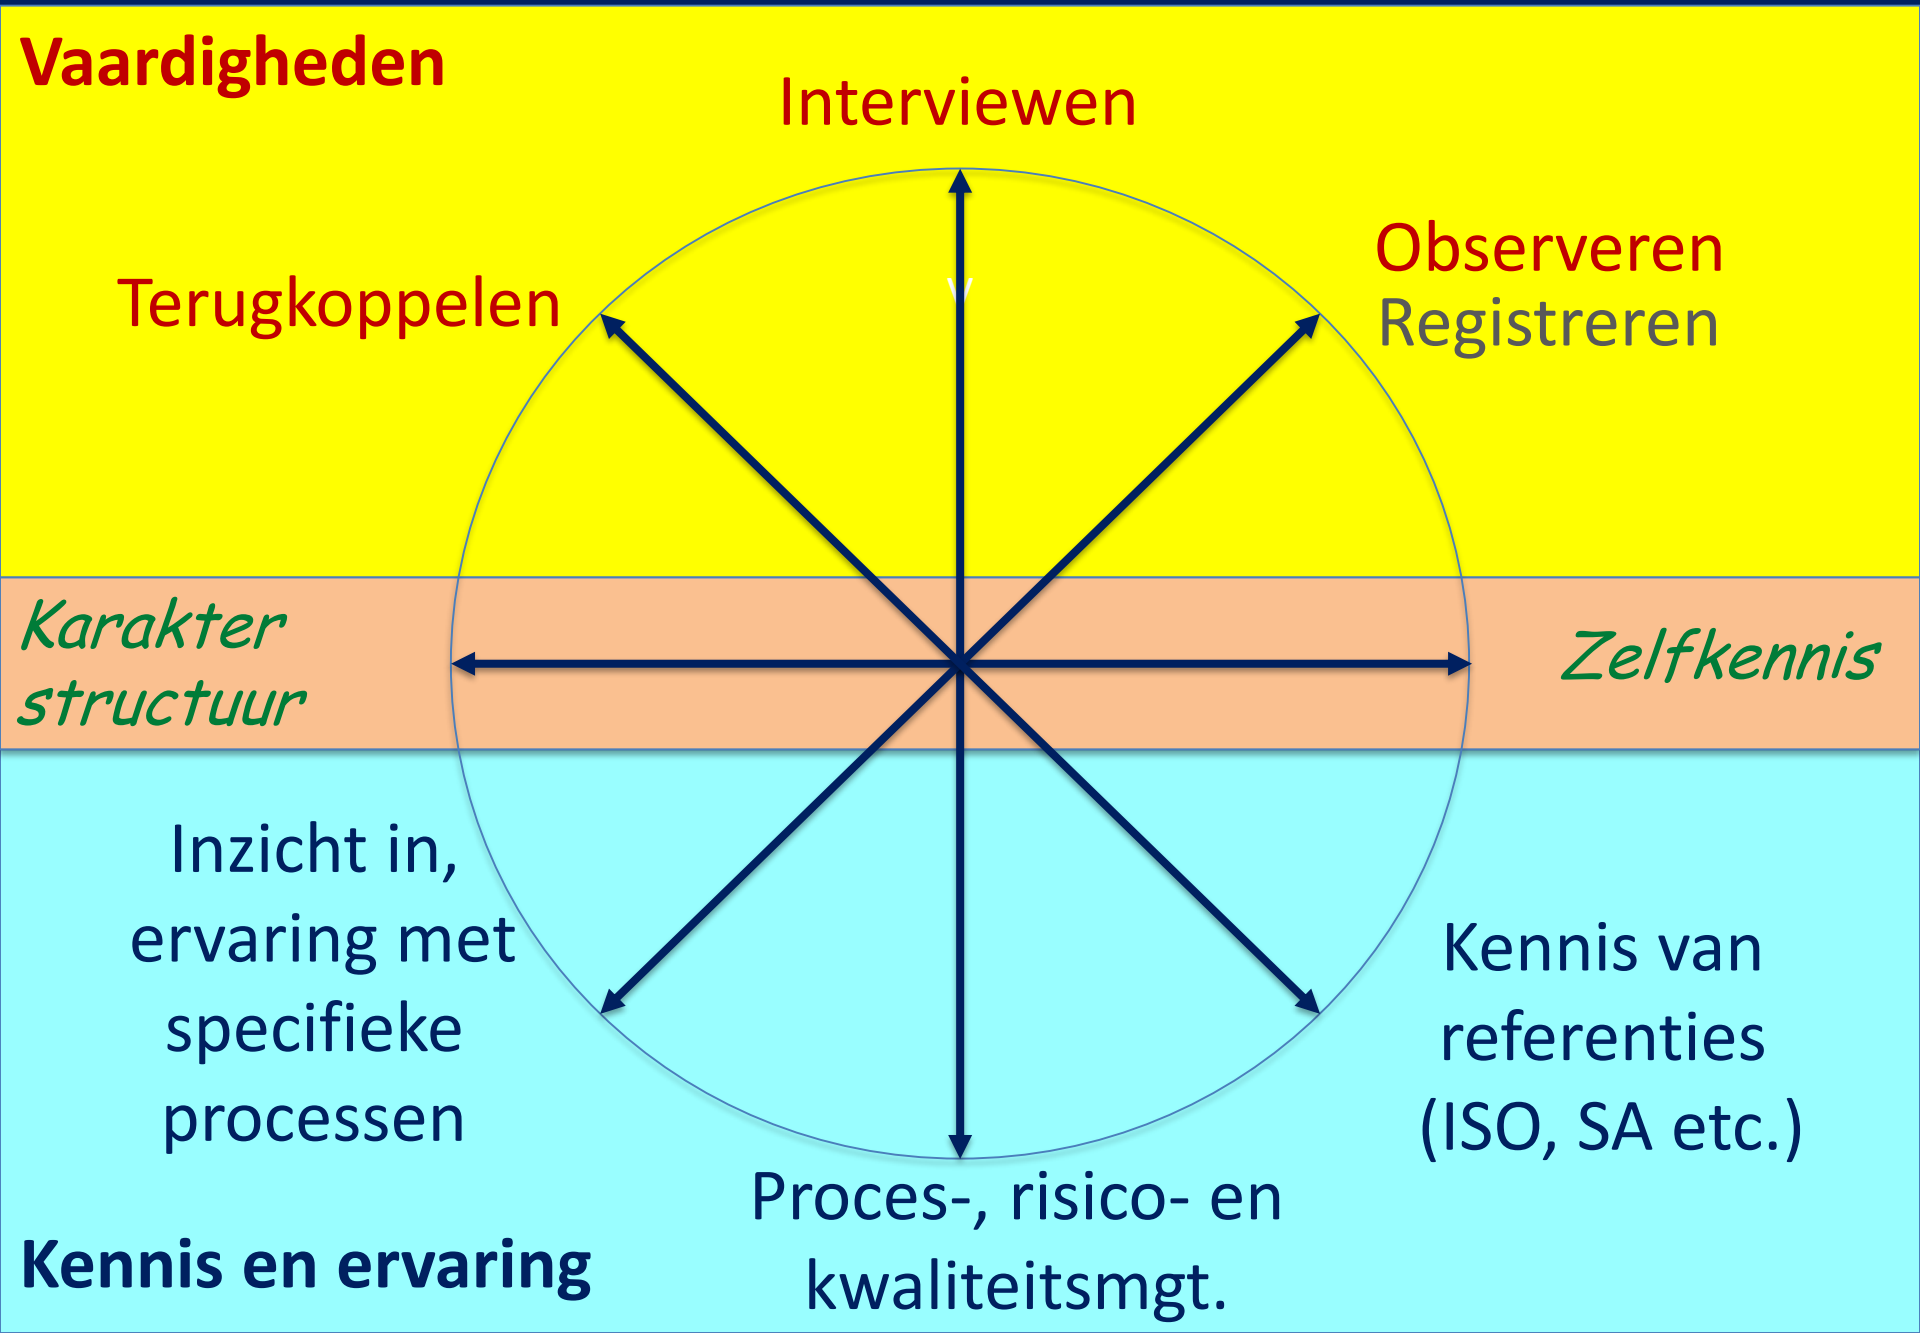 Vaardigheden
Interviewen
Observeren
Registreren
Terugkoppelen
V
Karakter
structuur
Zelfkennis
Inzicht in,
ervaring met
specifieke
processen
Kennis van
referenties
(ISO, SA etc.)
Proces-, risico- en
kwaliteitsmgt.
Kennis en ervaring